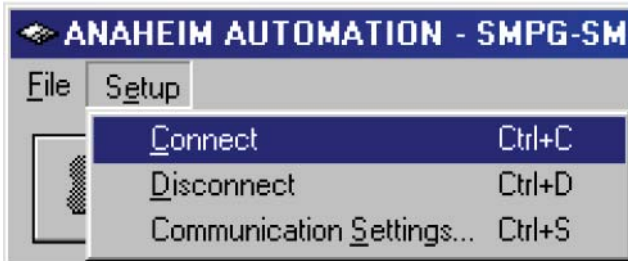 ANAHEIM AUTOMATION - SMPG-SM
File Setup
Connect Ctrl+C
Disconnect Ctrl+D
Communication Settings... Ctrl+S